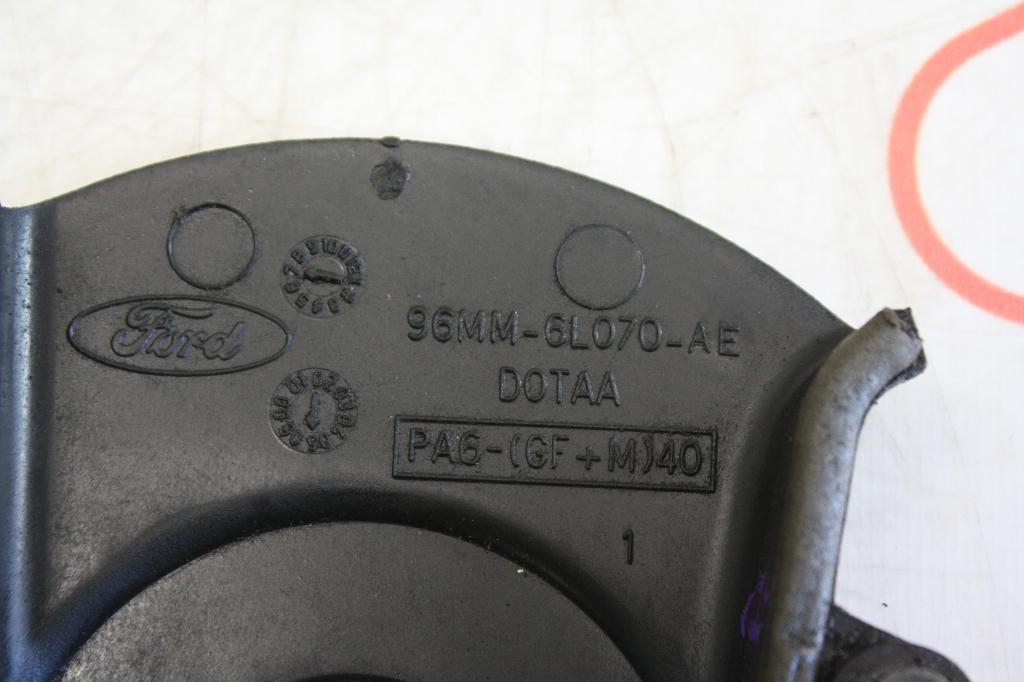 Ford
96MM-6L070-AE
DOTAA
PA6-(GF+M)40
1